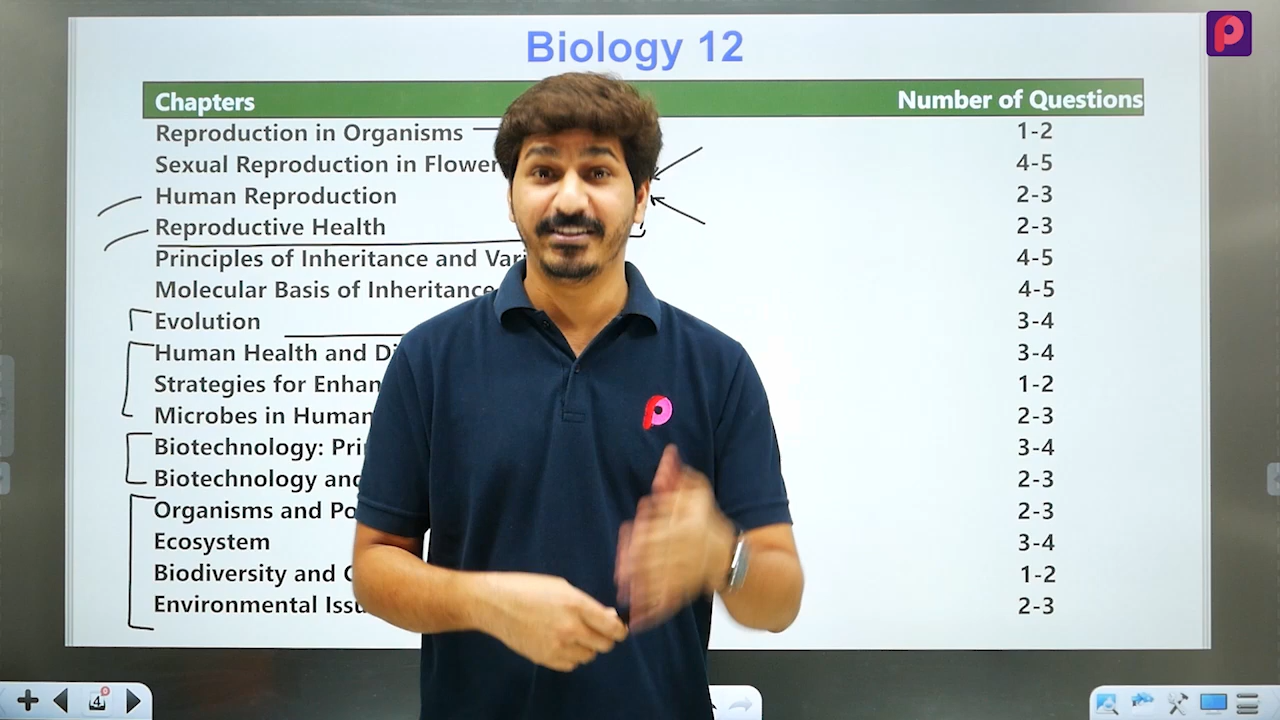 Biology 12
Chapters Number of Questions
Reproduction in Organisms 1-2
Sexual Reproduction in Flower 4-5
Human Reproduction 2-3
Reproductive Health 2-3
Principles of Inheritance and Vari 4-5
Molecular Basis of Inheritance 4-5
Evolution 3-4
Human Health and Di 3-4
Strategies for Enhan 1-2
Microbes in Human 2-3
Biotechnology: Pri 3-4
Biotechnology and 2-3
Organisms and Po 2-3
Ecosystem 3-4
Biodiversity and C 1-2
Environmental Issu 2-3
4